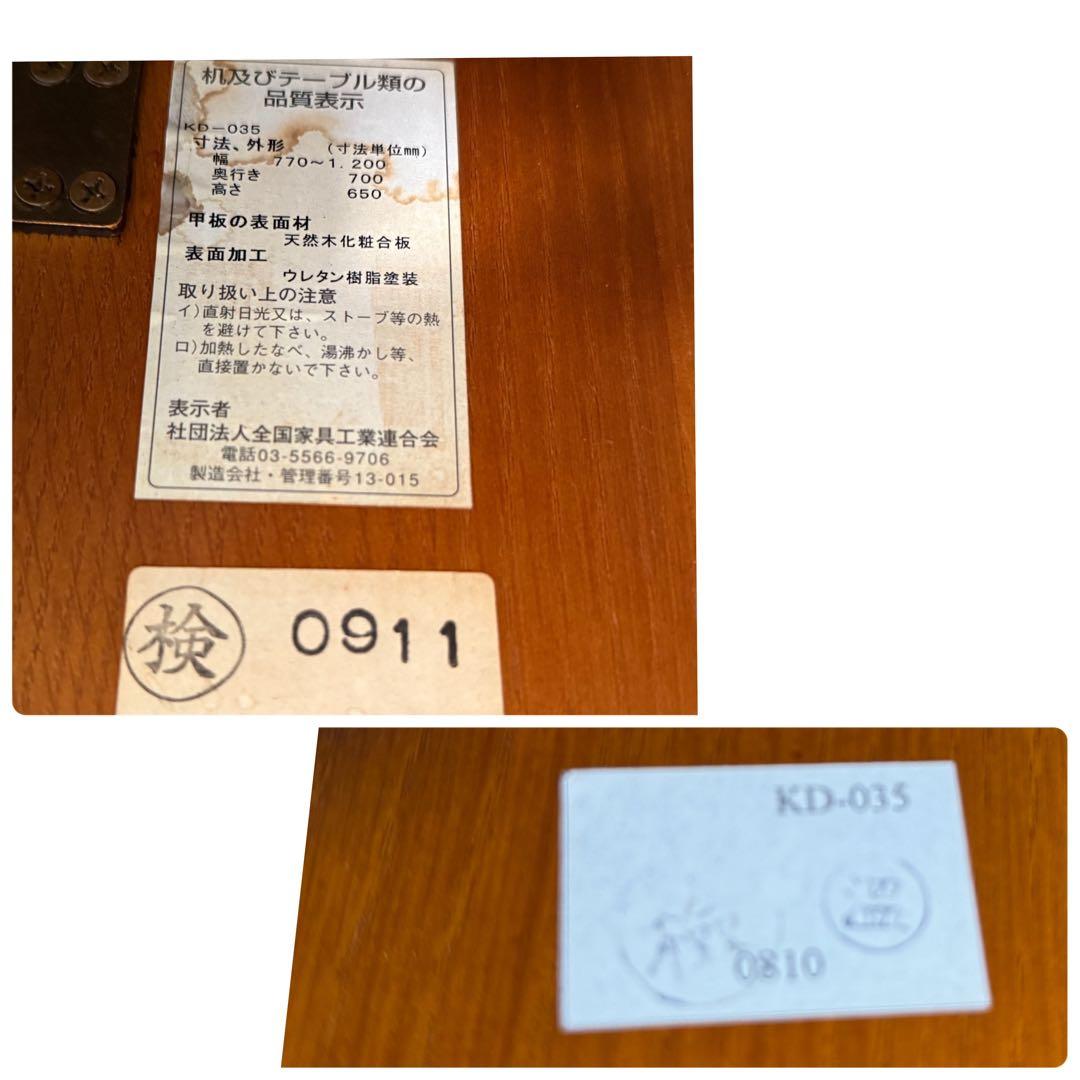 机及びテーブル類の
品質表示
KD-035
寸法、外形 (寸法単位mm)
幅 770～1.200
奥行き 700
高さ 650
甲板の表面材
天然木化粧合板
表面加工
ウレタン樹脂塗装
取り扱い上の注意
イ)直射日光又は、ストーブ等の熱
を避けて下さい。
ロ)加熱したなべ、湯沸かし等、
直接置かないで下さい。
表示者
社団法人全国家具工業連合会
電話03-5566-9706
製造会社・管理番号13-015
検 0911
KD-035
0810